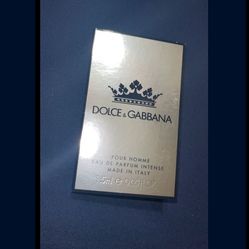 DOLCE & GABBANA
POUR HOMME
EAU DE PARFUM INTENSE
MADE IN ITALY